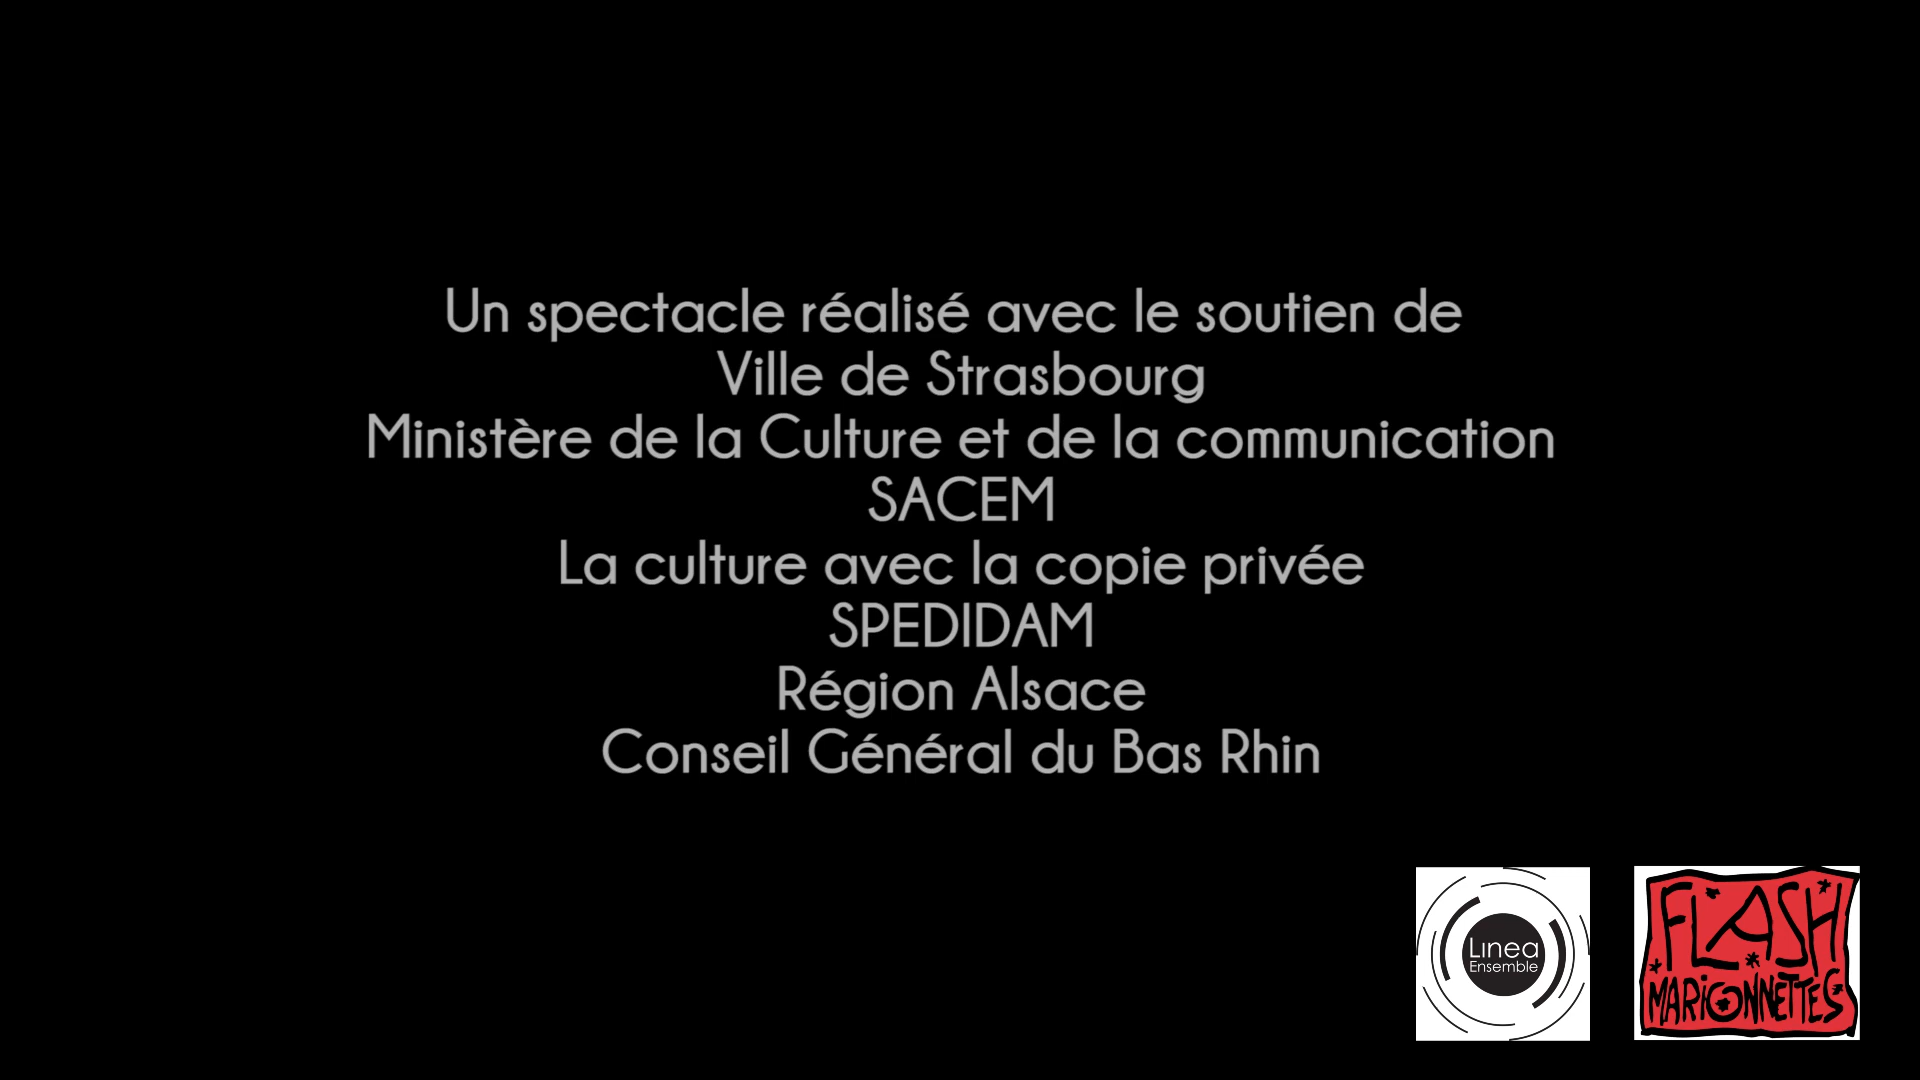 Un spectacle réalisé avec le soutien de
Ville de Strasbourg
Ministère de la Culture et de la communication
SACEM
La culture avec la copie privée
SPEDIDAM
Région Alsace
Conseil Général du Bas Rhin
Linea
Ensemble
FLASH
MARIONNETTES